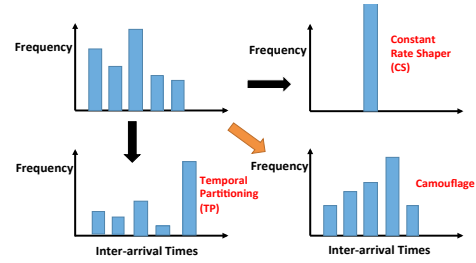 Frequency
Frequency
Constant
Rate Shaper
(CS)
Frequency
Temporal
Partitioning
(TP)
Frequency
Camouflage
Inter-arrival Times
Inter-arrival Times